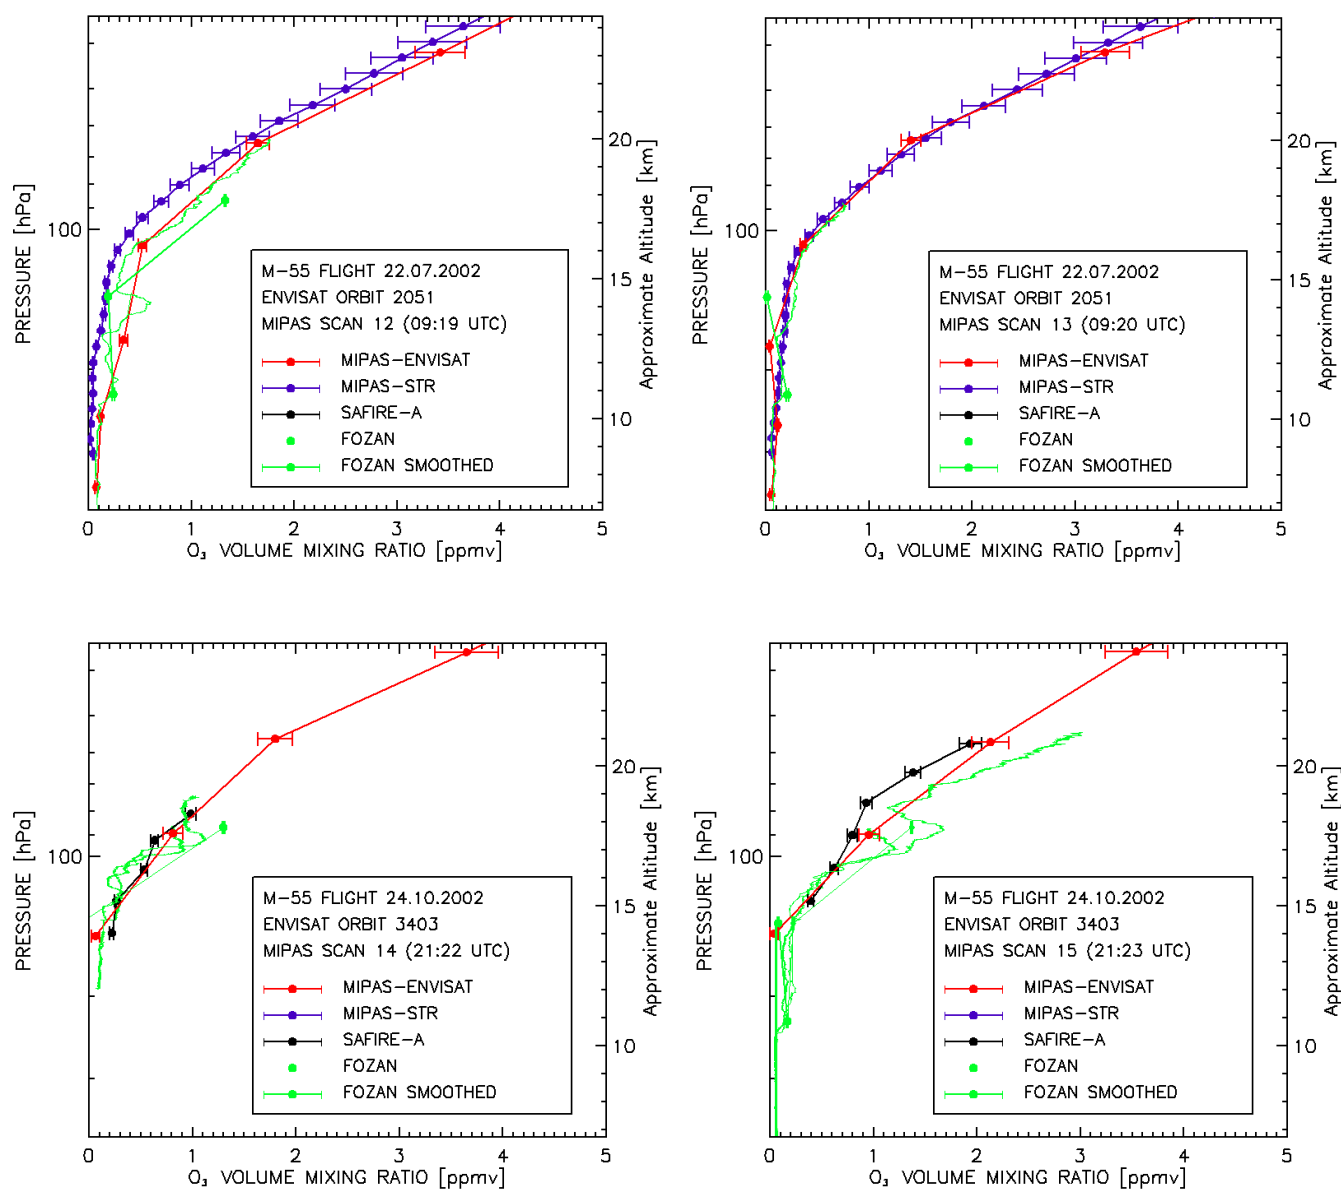 PRESSURE [hPa]
100
20
15
10
Approximate Altitude [km]
M-55 FLIGHT 22.07.2002
ENVISAT ORBIT 2051
MIPAS SCAN 12 (09:19 UTC)
MIPAS-ENVISAT
MIPAS-STR
SAFIRE-A
FOZAN
FOZAN SMOOTHED
0 1 2 3 4 5
O₃ VOLUME MIXING RATIO [ppmv]
PRESSURE [hPa]
100
20
15
10
Approximate Altitude [km]
M-55 FLIGHT 22.07.2002
ENVISAT ORBIT 2051
MIPAS SCAN 13 (09:20 UTC)
MIPAS-ENVISAT
MIPAS-STR
SAFIRE-A
FOZAN
FOZAN SMOOTHED
0 1 2 3 4 5
O₃ VOLUME MIXING RATIO [ppmv]
PRESSURE [hPa]
100
20
15
10
Approximate Altitude [km]
M-55 FLIGHT 24.10.2002
ENVISAT ORBIT 3403
MIPAS SCAN 14 (21:22 UTC)
MIPAS-ENVISAT
MIPAS-STR
SAFIRE-A
FOZAN
FOZAN SMOOTHED
0 1 2 3 4 5
O₃ VOLUME MIXING RATIO [ppmv]
PRESSURE [hPa]
100
20
15
10
Approximate Altitude [km]
M-55 FLIGHT 24.10.2002
ENVISAT ORBIT 3403
MIPAS SCAN 15 (21:23 UTC)
MIPAS-ENVISAT
MIPAS-STR
SAFIRE-A
FOZAN
FOZAN SMOOTHED
0 1 2 3 4 5
O₃ VOLUME MIXING RATIO [ppmv]